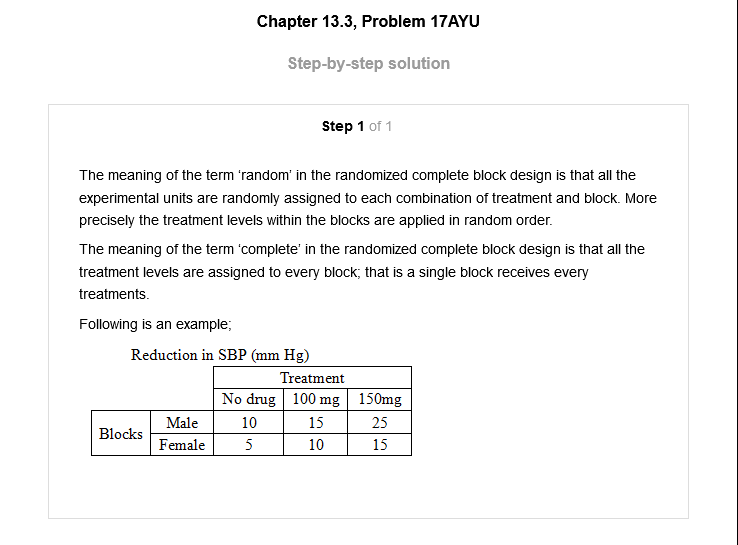 Chapter 13.3, Problem 17AYU
Step-by-step solution
Step 1 of 1
The meaning of the term ‘random’ in the randomized complete block design is that all the
experimental units are randomly assigned to each combination of treatment and block. More
precisely the treatment levels within the blocks are applied in random order.
The meaning of the term ‘complete’ in the randomized complete block design is that all the
treatment levels are assigned to every block; that is a single block receives every
treatments.
Following is an example;
Reduction in SBP (mm Hg)
Treatment
No drug 100 mg 150mg
Blocks
Male 10 15 25
Female 5 10 15